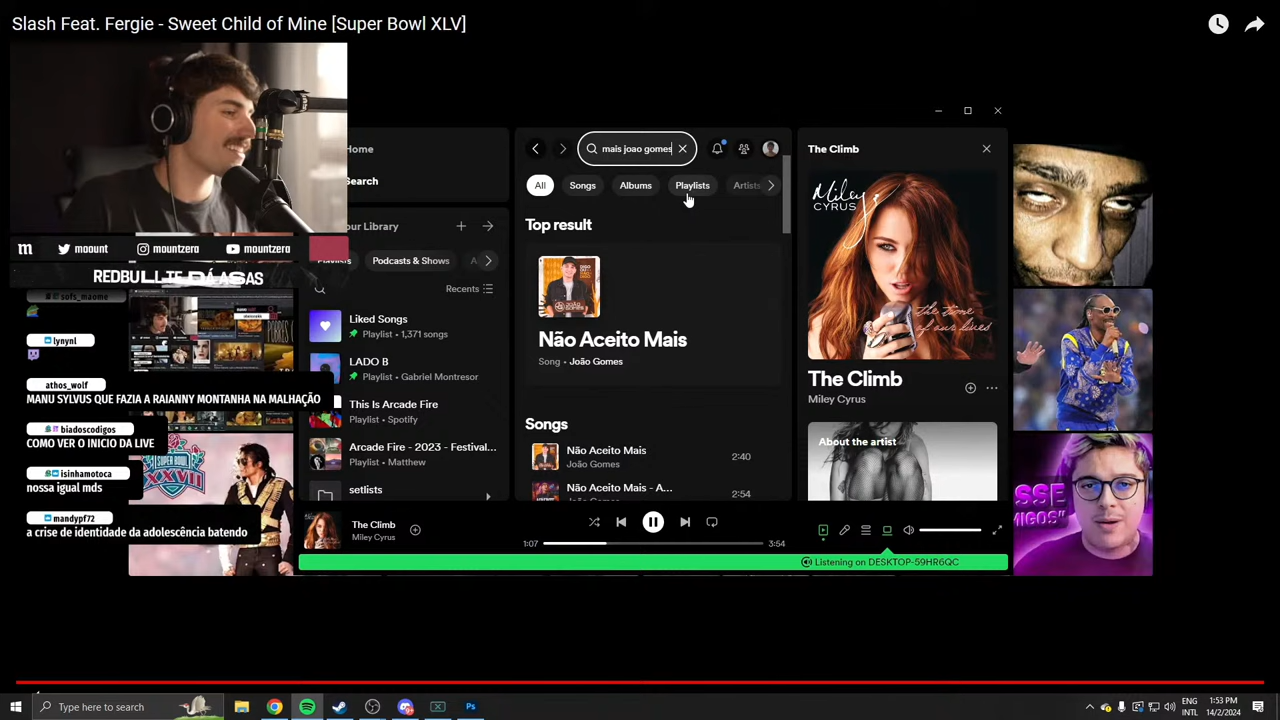 Slash Feat. Fergie - Sweet Child of Mine [Super Bowl XLV]
moount
mountzera
mountzera
lynynl
athos_wolf
MANU SYLVUS QUE FAZIA A RAIANNY MONTANHA NA MALHAÇÃO
biadoscodigos
COMO VER O INICIO DA LIVE
isinhamotoca
nossa igual mds
mandypf72
a crise de identidade da adolescência batendo
SUPER BOWL
XXVII
ome
Search
our Library
Playlists
Podcasts & Shows
A
Recents
Liked Songs
Playlist • 1,371 songs
LADO B
Playlist • Gabriel Montresor
This Is Arcade Fire
Playlist • Spotify
Arcade Fire - 2023 - Festival...
Playlist • Matthew
setlists
mais joao gomes
All
Songs
Albums
Playlists
Artists
Top result
Não Aceito Mais
Song • João Gomes
Songs
Não Aceito Mais
João Gomes
2:40
Não Aceito Mais - A...
2:54
The Climb
MILEY CYRUS
the time of our lives
The Climb
Miley Cyrus
About the artist
The Climb
Miley Cyrus
1:07
3:54
Listening on DESKTOP-59HR6QC
Type here to search
Ps
ENG
INTL
1:53 PM
14/2/2024